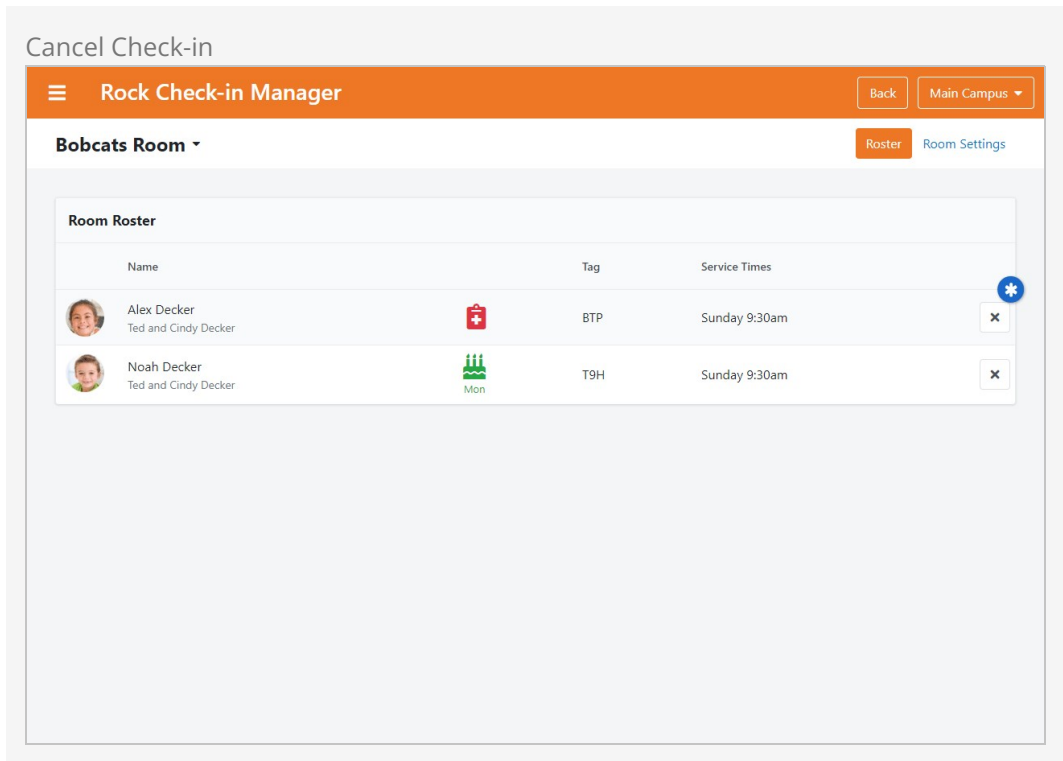 Cancel Check-in
Rock Check-in Manager Back Main Campus
Bobcats Room Roster Room Settings
Room Roster
Name Tag Service Times
Alex Decker
Ted and Cindy Decker
BTP Sunday 9:30am
Noah Decker
Ted and Cindy Decker
Mon
T9H Sunday 9:30am